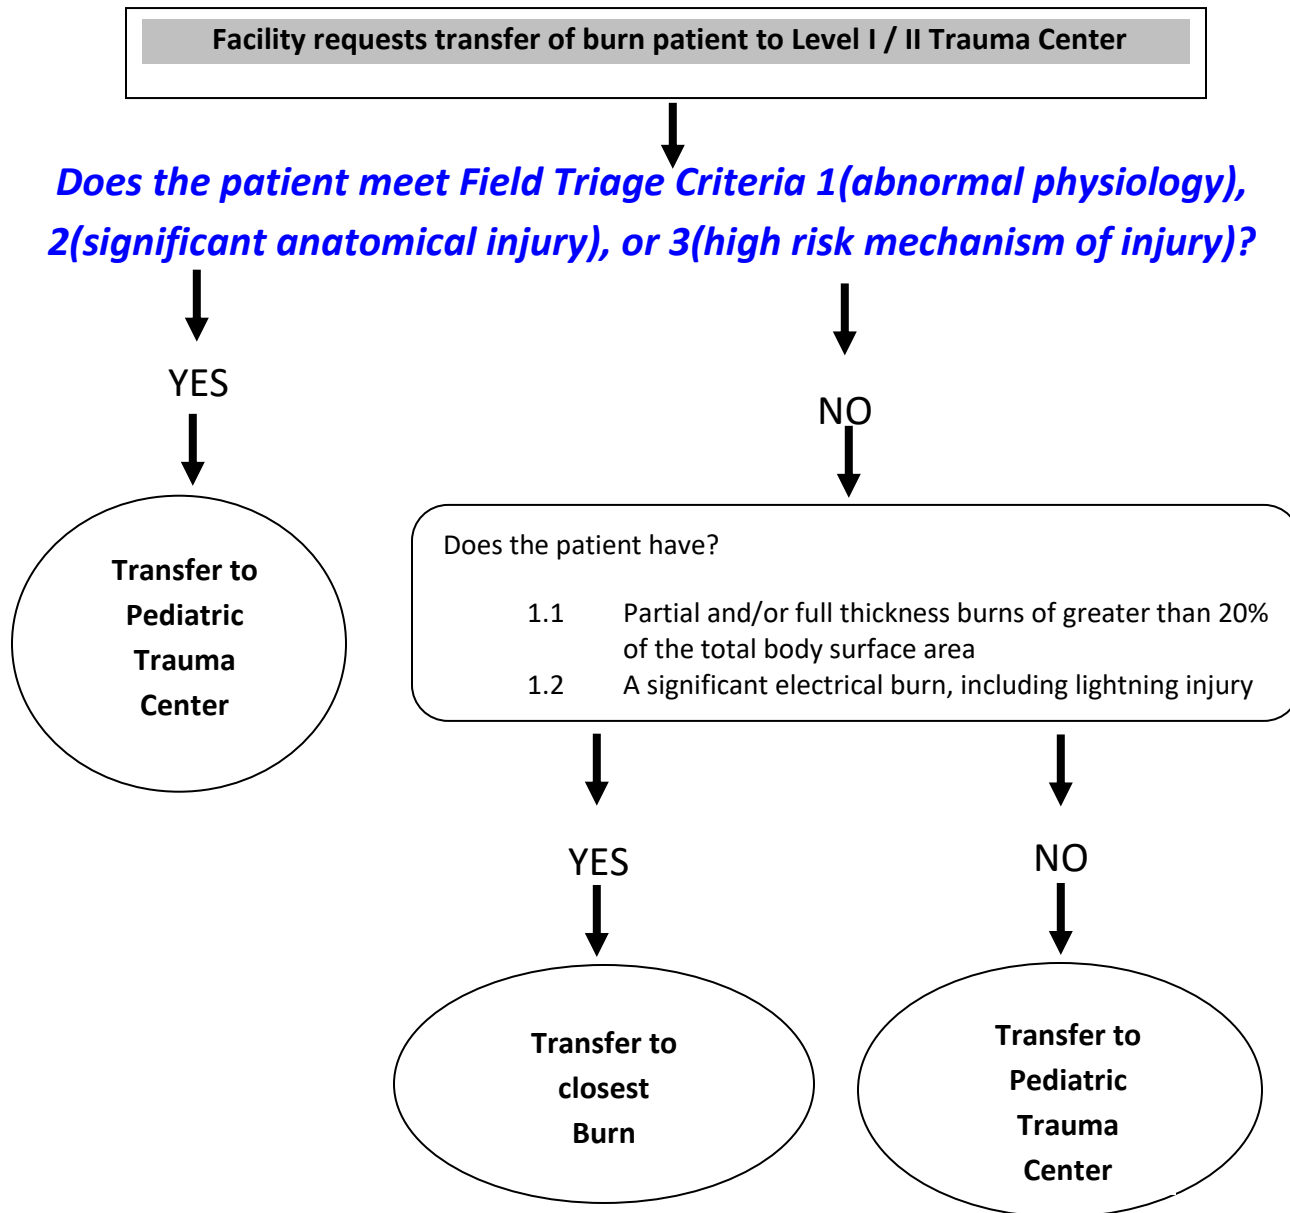 Facility requests transfer of burn patient to Level I / II Trauma Center
Does the patient meet Field Triage Criteria 1(abnormal physiology),
2(significant anatomical injury), or 3(high risk mechanism of injury)?
YES
NO
Transfer to
Pediatric
Trauma
Center
Does the patient have?
1.1 Partial and/or full thickness burns of greater than 20%
of the total body surface area
1.2 A significant electrical burn, including lightning injury
YES
NO
Transfer to
closest
Burn
Transfer to
Pediatric
Trauma
Center